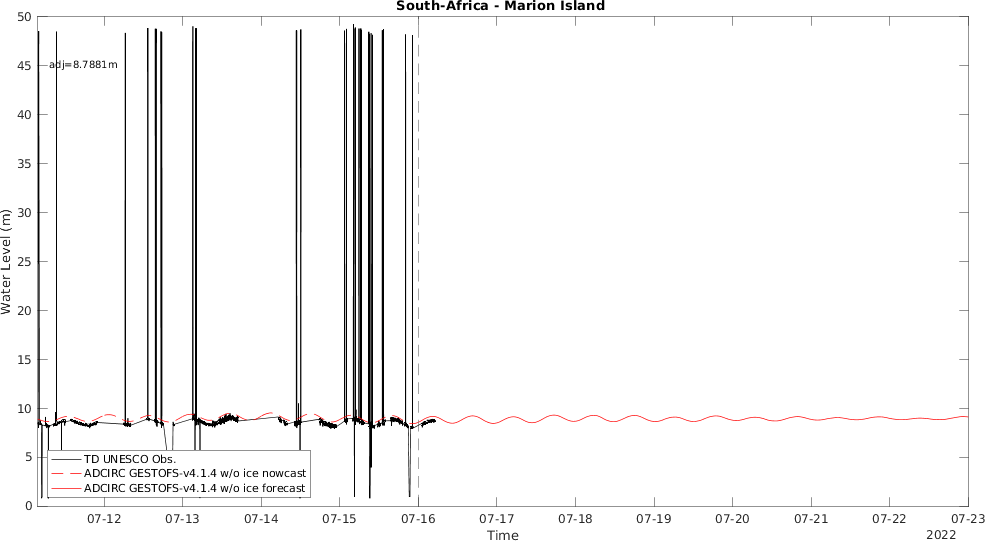 South-Africa - Marion Island
50
45
40
35
30
25
20
15
10
5
0
Water Level (m)
adj=8.7881m
TD UNESCO Obs.
ADCIRC GESTOFS-v4.1.4 w/o ice nowcast
ADCIRC GESTOFS-v4.1.4 w/o ice forecast
07-12 07-13 07-14 07-15 07-16 07-17 07-18 07-19 07-20 07-21 07-22 07-23
Time
2022